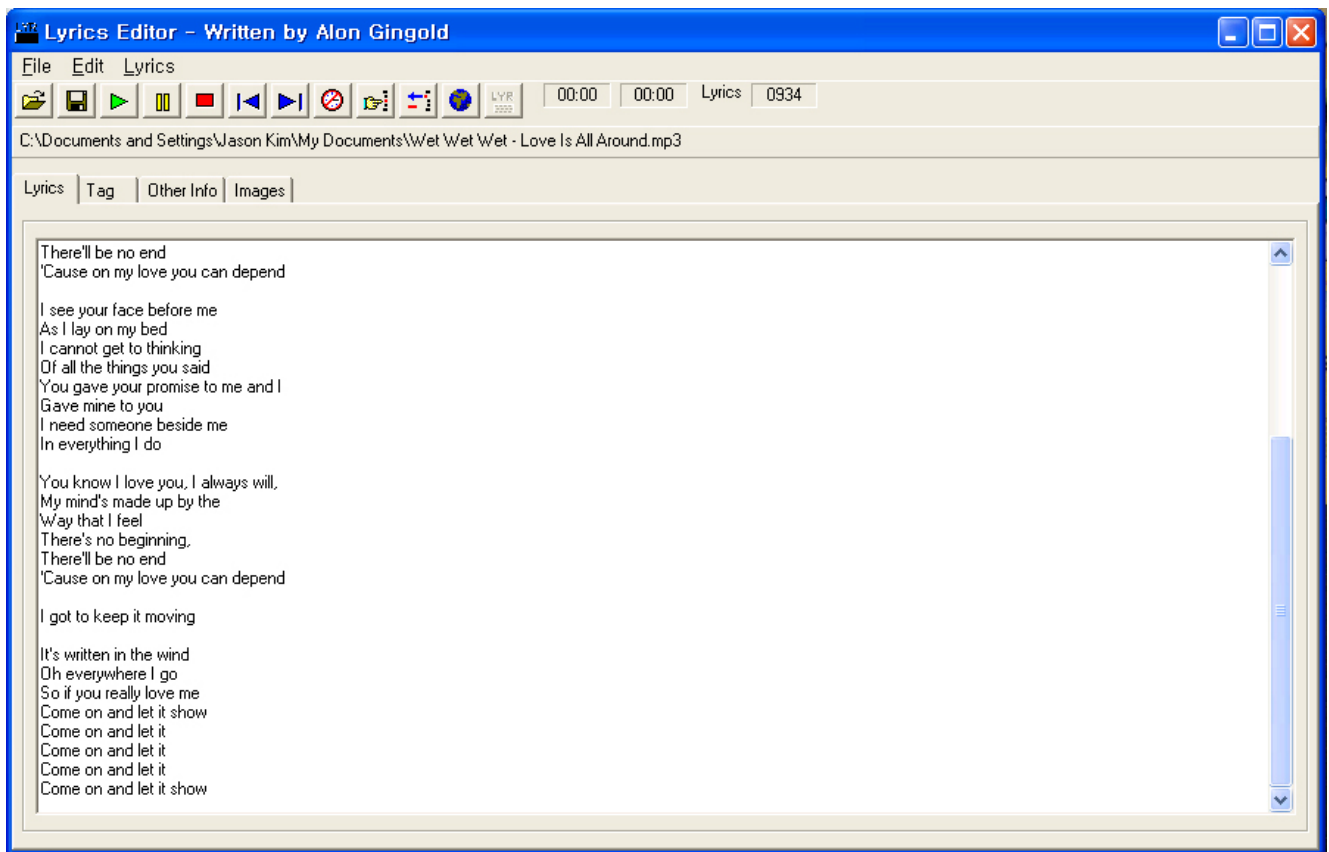 LYR Lyrics Editor - Written by Alon Gingold
File Edit Lyrics
LYR 00:00 00:00 Lyrics 0934
C:\Documents and Settings\Jason Kim\My Documents\Wet Wet Wet - Love Is All Around.mp3
Lyrics Tag Other Info Images
There'll be no end
'Cause on my love you can depend
I see your face before me
As I lay on my bed
I cannot get to thinking
Of all the things you said
You gave your promise to me and I
Gave mine to you
I need someone beside me
In everything I do
You know I love you, I always will,
My mind's made up by the
Way that I feel
There's no beginning,
There'll be no end
'Cause on my love you can depend
I got to keep it moving
It's written in the wind
Oh everywhere I go
So if you really love me
Come on and let it show
Come on and let it
Come on and let it
Come on and let it
Come on and let it show